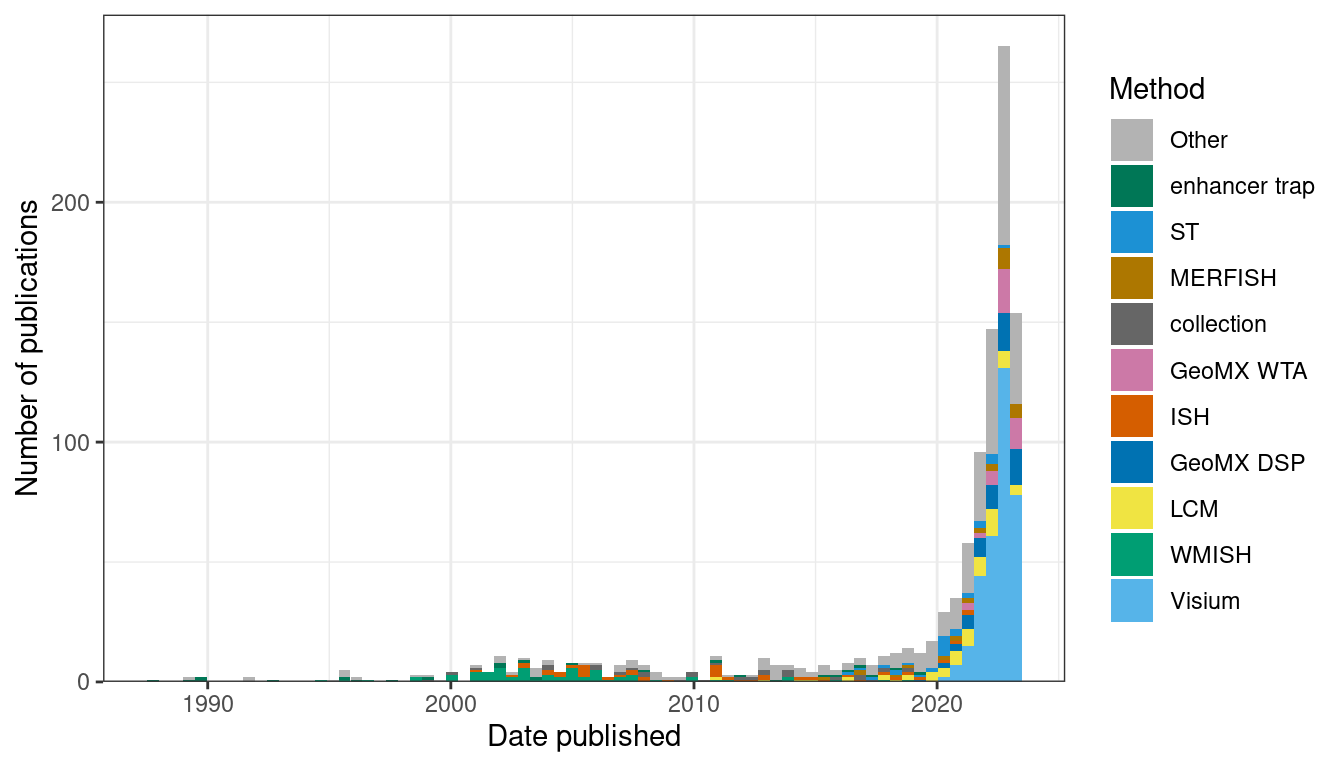 Number of publications
200
100
0
1990
2000
2010
2020
Date published
Method
Other
enhancer trap
ST
MERFISH
collection
GeoMX WTA
ISH
GeoMX DSP
LCM
WMISH
Visium